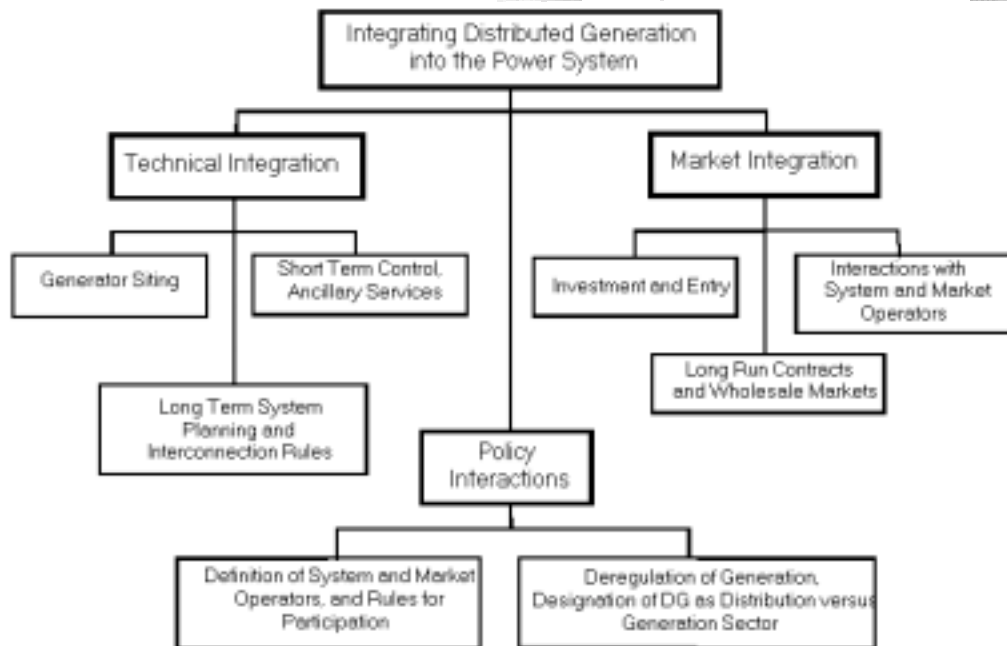 Integrating Distributed Generation
into the Power System
Technical Integration
Market Integration
Generator Siting
Short Term Control,
Ancillary Services
Investment and Entry
Interactions with
System and Market
Operators
Long Term System
Planning and
Interconnection Rules
Long Run Contracts
and Wholesale Markets
Policy
Interactions
Definition of System and Market
Operators, and Rules for
Participation
Deregulation of Generation,
Designation of DG as Distribution versus
Generation Sector